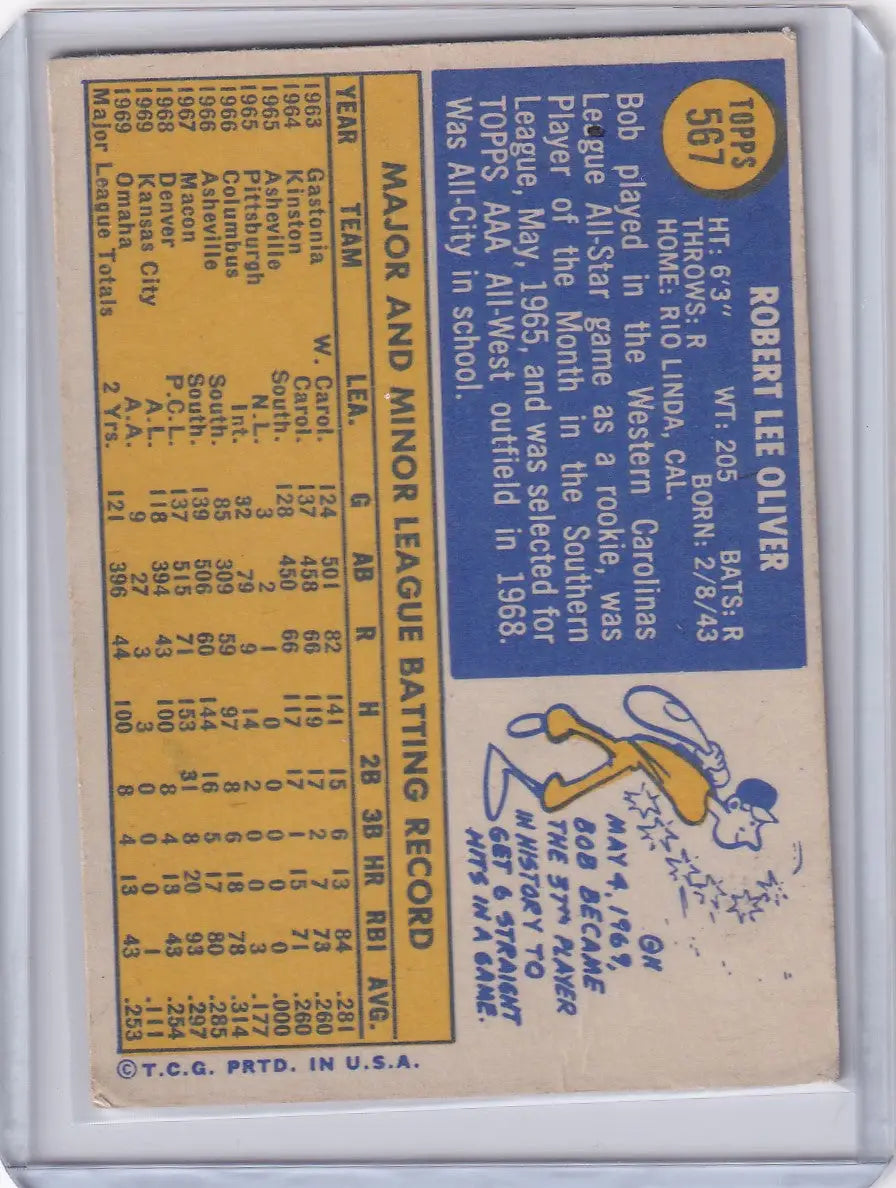 TOPPS
567
ROBERT LEE OLIVER
HT: 6'3" WT: 205 BATS: R
THROWS: R BORN: 2/8/43
HOME: RIO LINDA, CAL.
Bob played in the Western Carolinas
League All-Star game as a rookie, was
Player of the Month in the Southern
League, May, 1965, and was selected for
TOPPS AAA All-West outfield in 1968.
Was All-City in school.
ON
MAY 4, 1969,
BOB BECAME
THE 37TH PLAYER
IN HISTORY TO
GET 6 STRAIGHT
HITS IN A GAME.
MAJOR AND MINOR LEAGUE BATTING RECORD
YEAR TEAM LEA. G AB R H 2B 3B HR RBI AVG.
1963 Gastonia W. Carol. 124 501 82 141 15 6 13 84 .281
1964 Kinston Carol. 137 458 66 119 17 2 7 73 .260
1965 Asheville South. 128 450 66 117 17 1 15 71 .260
1965 Pittsburgh N.L. 3 2 1 0 0 0 0 0 .000
1966 Columbus Int. 32 79 9 14 2 0 0 3 .177
1966 Asheville South. 85 309 59 97 8 6 18 78 .314
1967 Macon South. 139 506 60 144 16 5 17 80 .285
1968 Denver P.C.L. 137 515 71 153 31 8 20 93 .297
1969 Kansas City A.L. 118 394 43 100 8 4 13 43 .254
1969 Omaha A.A. 9 27 3 3 0 0 0 1 .111
Major League Totals 2 Yrs. 121 396 44 100 8 4 13 43 .253
© T.C.G. PRTD. IN U.S.A.